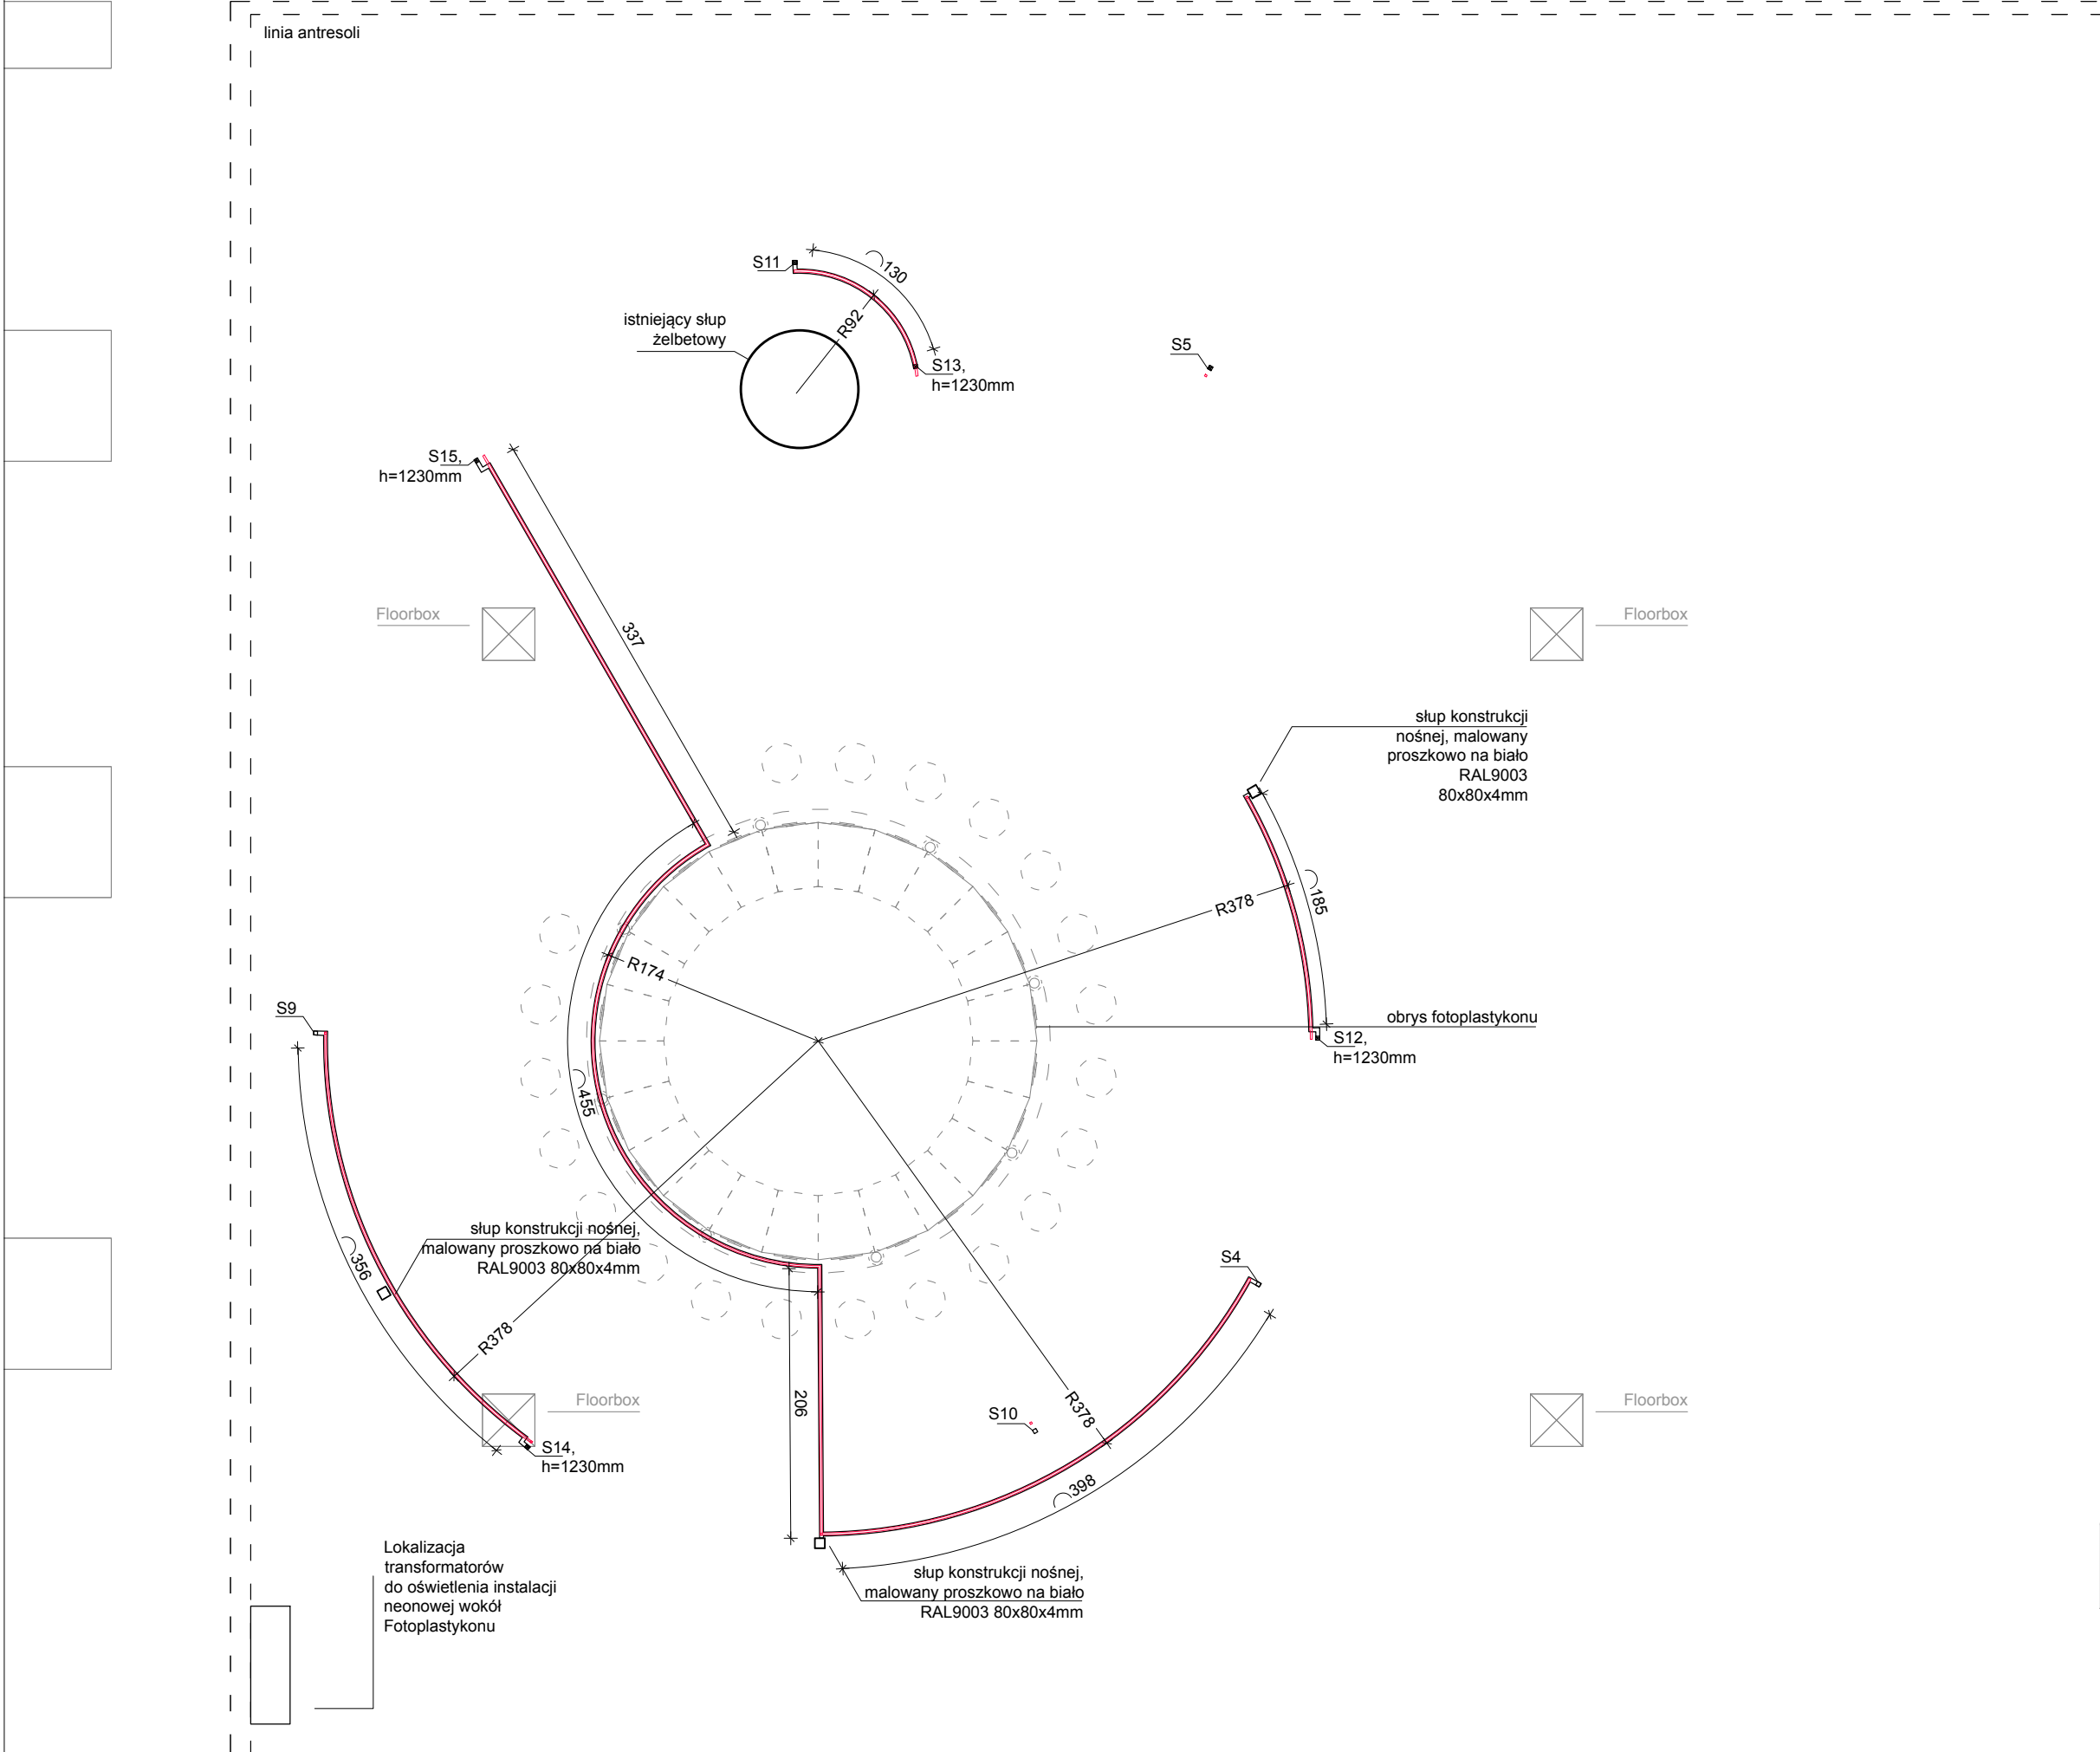 linia antresoli
S11
130
R92
istniejący słup
żelbetowy
S13,
h=1230mm
S5
S15,
h=1230mm
337
Floorbox
Floorbox
słup konstrukcji
nośnej, malowany
proszkowo na biało
RAL9003
80x80x4mm
R378
185
R174
S9
obrys fotoplastykonu
S12,
h=1230mm
455
słup konstrukcji nośnej,
malowany proszkowo na biało
RAL9003 80x80x4mm
356
R378
S4
206
Floorbox
S10
R378
Floorbox
S14,
h=1230mm
398
Lokalizacja
transformatorów
do oświetlenia instalacji
neonowej wokół
Fotoplastykonu
słup konstrukcji nośnej,
malowany proszkowo na biało
RAL9003 80x80x4mm